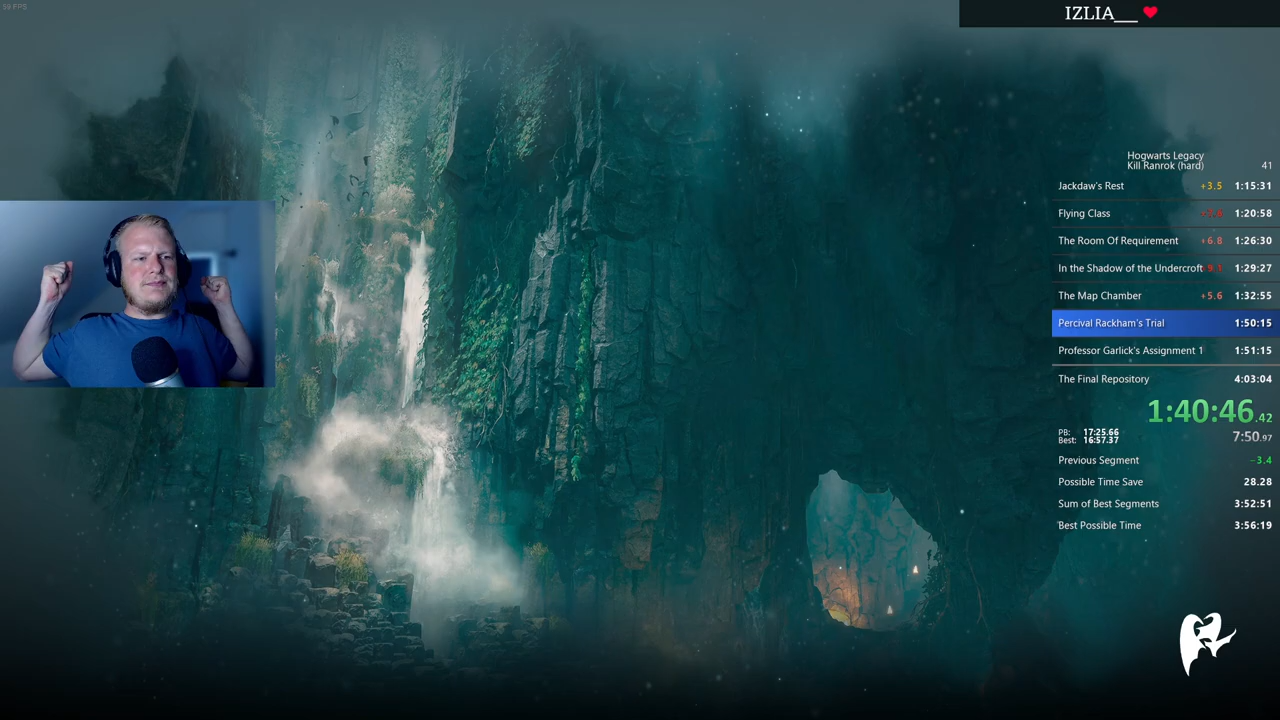 59 FPS
IZLIA__ ❤
Hogwarts Legacy
Kill Ranrok (hard) 41
Jackdaw's Rest +3.5 1:15:31
Flying Class 1:20:58
The Room Of Requirement +6.8 1:26:30
In the Shadow of the Undercroft 1:29:27
The Map Chamber +5.6 1:32:55
Percival Rackham's Trial 1:50:15
Professor Garlick's Assignment 1 1:51:15
The Final Repository 4:03:04
1:40:46.42
PB: 17:25.66
Best: 16:57.37 7:50.97
Previous Segment −3.4
Possible Time Save 28.28
Sum of Best Segments 3:52:51
Best Possible Time 3:56:19